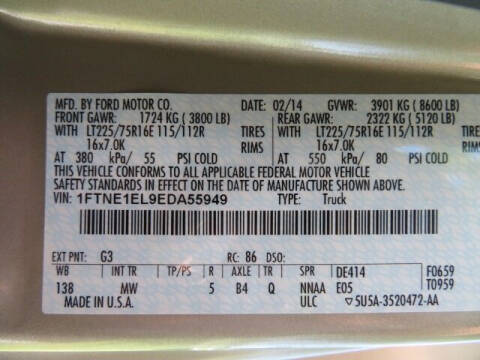 MFD. BY FORD MOTOR CO. DATE: 02/14 GVWR: 3901 KG ( 8600 LB)
FRONT GAWR: 1724 KG ( 3800 LB) REAR GAWR: 2322 KG ( 5120 LB)
WITH LT225/75R16E 115/112R TIRES WITH LT225/75R16E 115/112R TIRES
16x7.0K RIMS 16x7.0K RIMS
AT 380 kPa/ 55 PSI COLD AT 550 kPa/ 80 PSI COLD
THIS VEHICLE CONFORMS TO ALL APPLICABLE FEDERAL MOTOR VEHICLE
SAFETY STANDARDS IN EFFECT ON THE DATE OF MANUFACTURE SHOWN ABOVE.
VIN: 1FTNE1EL9EDA55949 TYPE: Truck
EXT PNT: G3 RC: 86 DSO:
WB INT TR TP/PS R AXLE TR SPR DE414 F0659
138 MW 5 B4 Q NNAA E05 T0959
MADE IN U.S.A. ULC 5U5A-3520472-AA